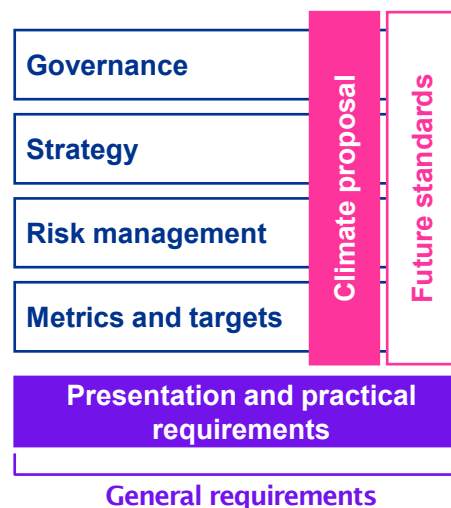 Governance
Strategy
Risk management
Metrics and targets
Climate proposal
Future standards
Presentation and practical
requirements
General requirements